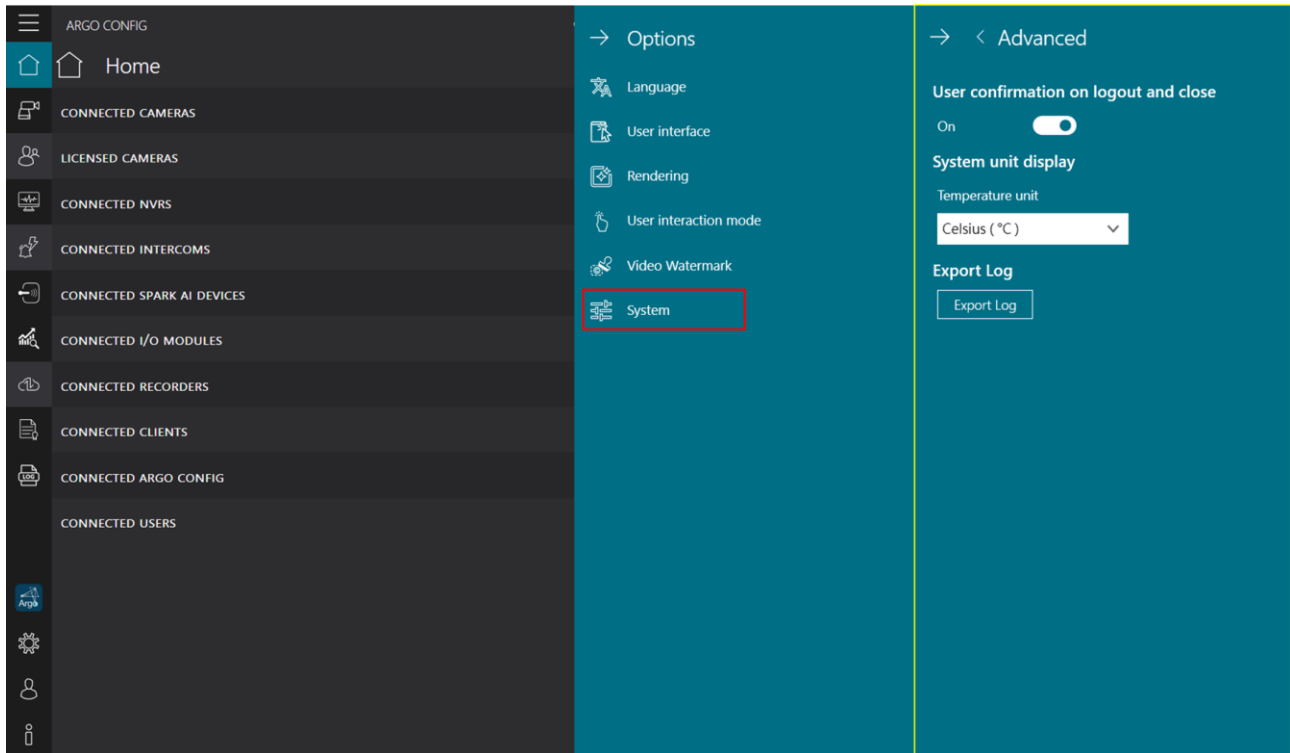 ARGO CONFIG
Home
CONNECTED CAMERAS
LICENSED CAMERAS
CONNECTED NVRS
CONNECTED INTERCOMS
CONNECTED SPARK AI DEVICES
CONNECTED I/O MODULES
CONNECTED RECORDERS
CONNECTED CLIENTS
CONNECTED ARGO CONFIG
CONNECTED USERS
LOG
Argo
Options
Language
User interface
Rendering
User interaction mode
Video Watermark
System
Advanced
User confirmation on logout and close
On
System unit display
Temperature unit
Celsius ( °C )
Export Log
Export Log